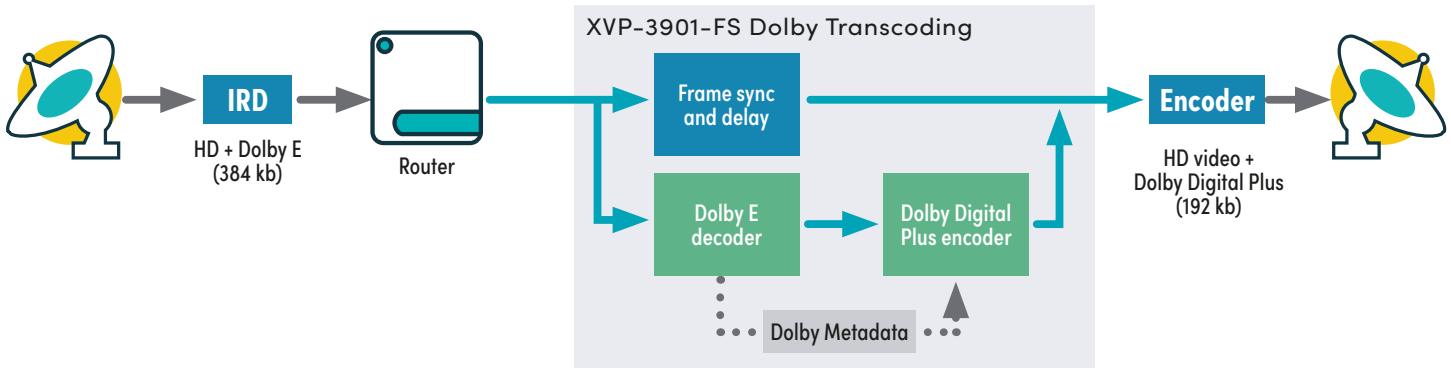 XVP-3901-FS Dolby Transcoding
IRD
HD + Dolby E
(384 kb)
Router
Frame sync
and delay
Dolby E
decoder
Dolby Digital
Plus encoder
Dolby Metadata
Encoder
HD video +
Dolby Digital Plus
(192 kb)